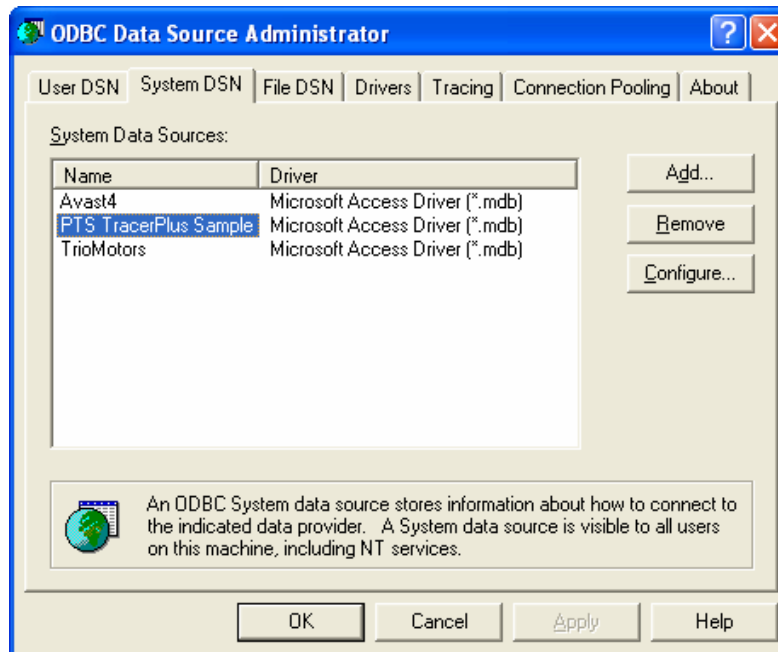 ODBC Data Source Administrator
User DSN System DSN File DSN Drivers Tracing Connection Pooling About
System Data Sources:
Name Driver
Avast4 Microsoft Access Driver (*.mdb)
PTS TracerPlus Sample Microsoft Access Driver (*.mdb)
TrioMotors Microsoft Access Driver (*.mdb)
Add...
Remove
Configure...
An ODBC System data source stores information about how to connect to
the indicated data provider. A System data source is visible to all users
on this machine, including NT services.
OK Cancel Apply Help